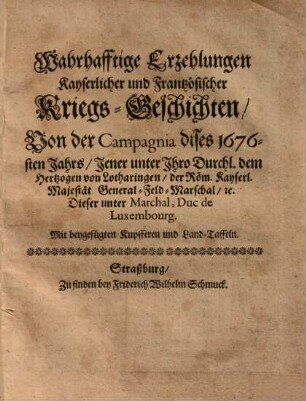 Wahrhafftige Erzehlungen
Kayserlicher und Frantzösischer
Kriegs-Geschichten/
Von der Campagnia dises 1676-
sten Jahrs/ Jener unter Ihro Durchl. dem
Hertzogen von Lotharingen/ der Röm. Kayserl.
Majestät General-Feld-Marschal/ ꝛc.
Dieser unter Marchal, Duc de
Luxembourg.
Mit beygefügten Kupfferen und Land-Taffeln.
Straßburg/
Zu finden bey Friderich Wilhelm Schmuck.